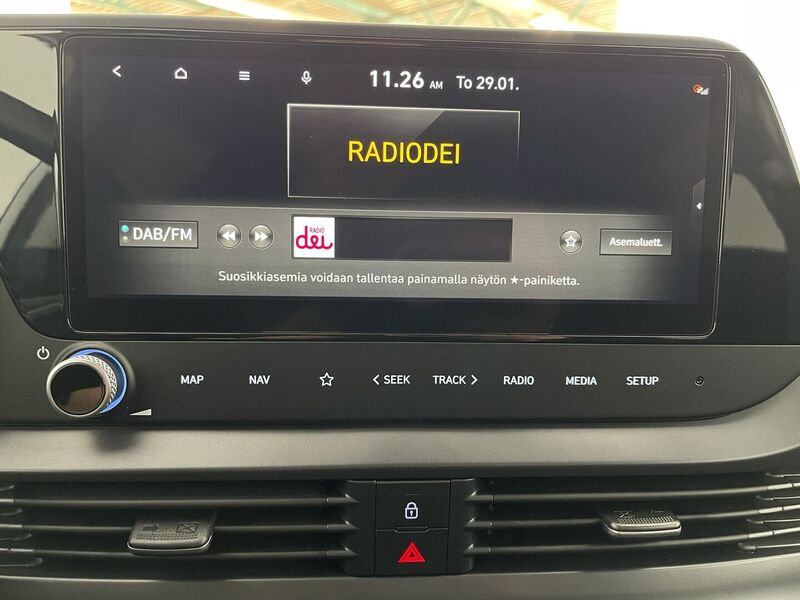 11.26 AM To 29.01.
RADIODEI
DAB/FM
RADIO
dei
Asemaluett.
Suosikkiasemia voidaan tallentaa painamalla näytön ★-painiketta.
MAP NAV SEEK TRACK RADIO MEDIA SETUP